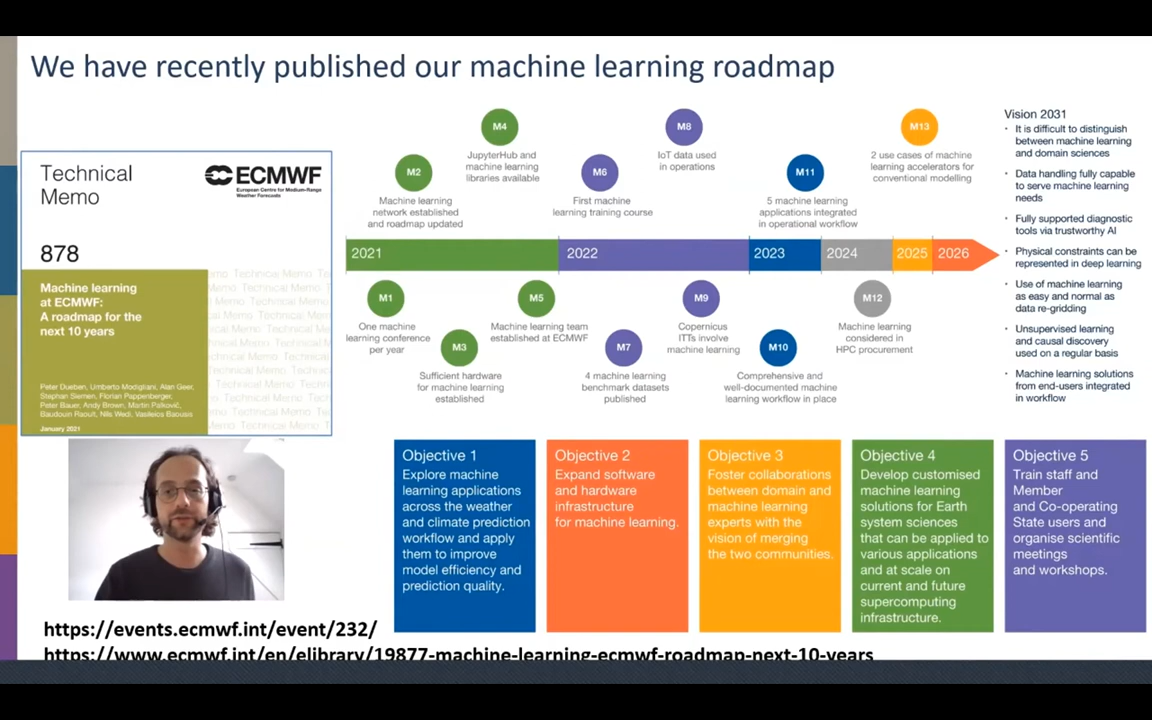 We have recently published our machine learning roadmap
Technical
Memo
ECMWF
European Centre for Medium-Range
Weather Forecasts
878
Machine learning
at ECMWF:
A roadmap for the
next 10 years
Peter Dueben, Umberto Modigliani, Alan Geer,
Stephan Siemen, Florian Pappenberger,
Peter Bauer, Andy Brown, Martin Palkovič,
Baudouin Raoult, Nils Wedi, Vasileios Baousis
January 2021
M4
JupyterHub and
machine learning
libraries available
M8
IoT data used
in operations
M13
2 use cases of machine
learning accelerators for
conventional modelling
M2
Machine learning
network established
and roadmap updated
M6
First machine
learning training course
M11
5 machine learning
applications integrated
in operational workflow
2021
2022
2023
2024
2025
2026
M1
One machine
learning conference
per year
M5
Machine learning team
established at ECMWF
M9
Copernicus
ITTs involve
machine learning
M12
Machine learning
considered in
HPC procurement
M3
Sufficient hardware
for machine learning
established
M7
4 machine learning
benchmark datasets
published
M10
Comprehensive and
well-documented machine
learning workflow in place
Vision 2031
• It is difficult to distinguish
between machine learning
and domain sciences
• Data handling fully capable
to serve machine learning
needs
• Fully supported diagnostic
tools via trustworthy AI
• Physical constraints can be
represented in deep learning
• Use of machine learning
as easy and normal as
data re-gridding
• Unsupervised learning
and causal discovery
used on a regular basis
• Machine learning solutions
from end-users integrated
in workflow
Objective 1
Explore machine
learning applications
across the weather
and climate prediction
workflow and apply
them to improve
model efficiency and
prediction quality.
Objective 2
Expand software
and hardware
infrastructure
for machine learning.
Objective 3
Foster collaborations
between domain and
machine learning
experts with the
vision of merging
the two communities.
Objective 4
Develop customised
machine learning
solutions for Earth
system sciences
that can be applied to
various applications
and at scale on
current and future
supercomputing
infrastructure.
Objective 5
Train staff and
Member
and Co-operating
State users and
organise scientific
meetings
and workshops.
https://events.ecmwf.int/event/232/
https://www.ecmwf.int/en/elibrary/19877-machine-learning-ecmwf-roadmap-next-10-years